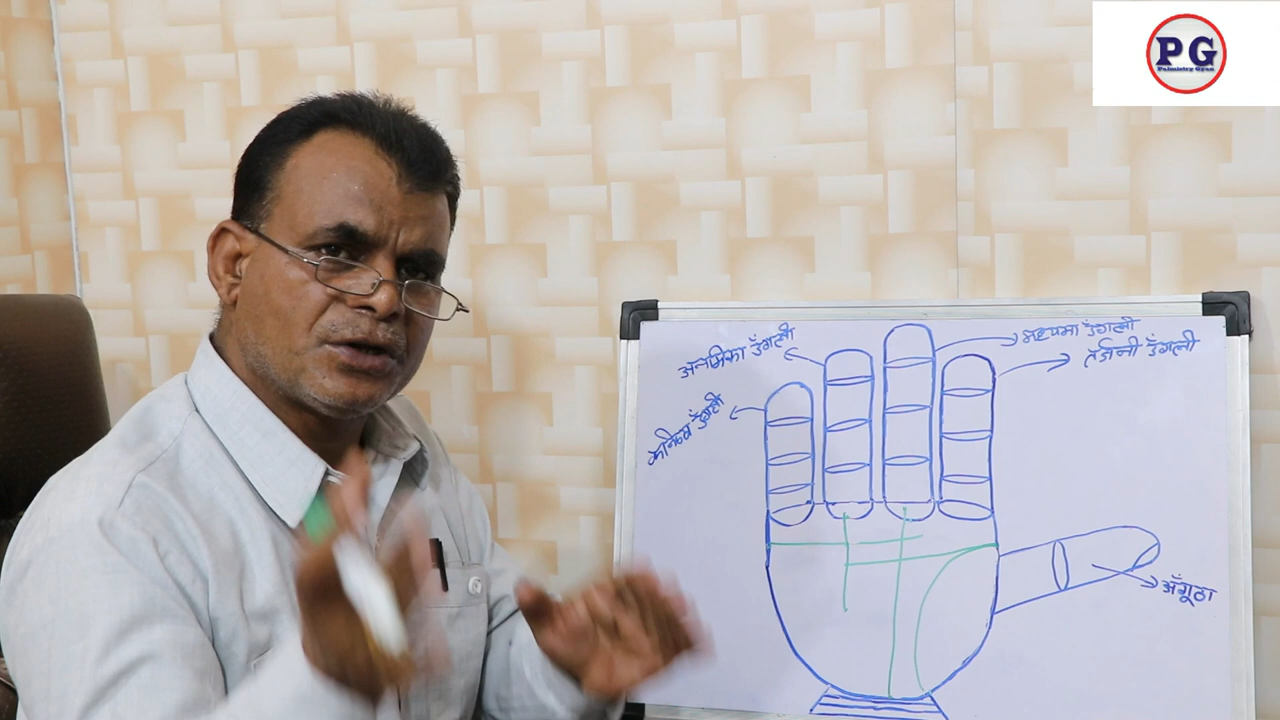 PG
Palmistry Gyan
अनामिका उँगली
मध्यमा उँगली
तर्जनी उँगली
कनिष्ठ उँगली
अँगूठा